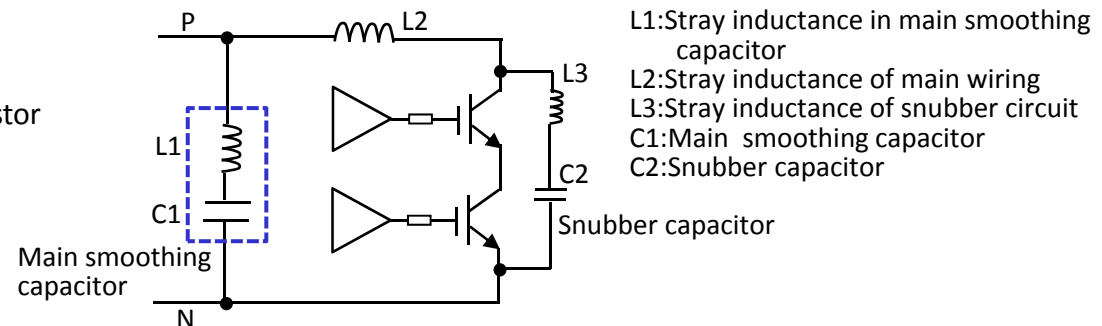 P
L2
L3
L1
C1
C2
Snubber capacitor
Main smoothing
capacitor
N
L1:Stray inductance in main smoothing
capacitor
L2:Stray inductance of main wiring
L3:Stray inductance of snubber circuit
C1:Main smoothing capacitor
C2:Snubber capacitor